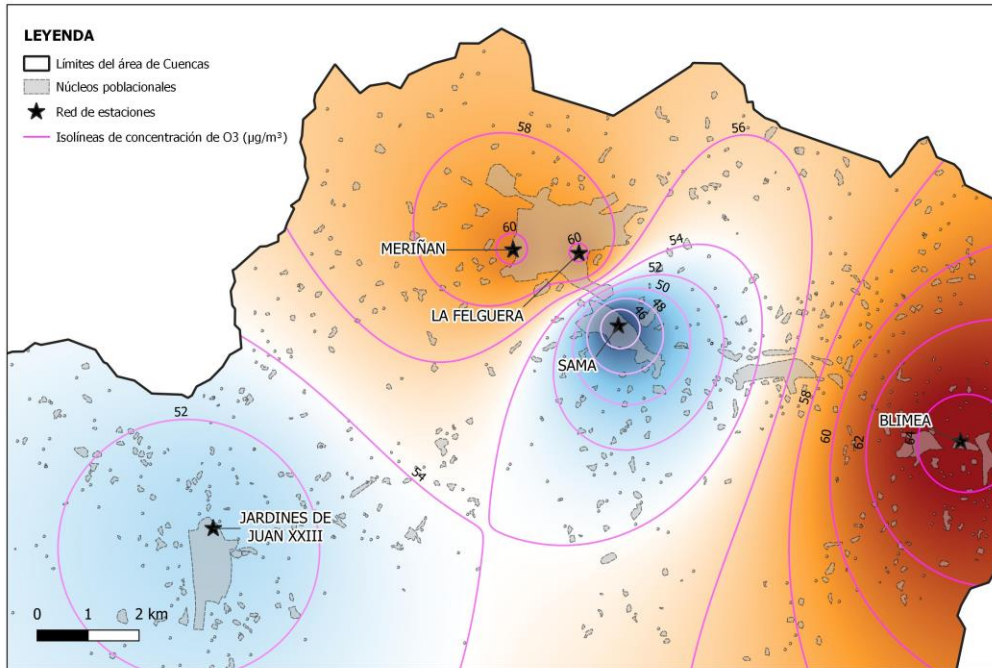 LEYENDA
Límites del área de Cuencas
Núcleos poblacionales
Red de estaciones
Isolíneas de concentración de O3 (µg/m³)
58
56
60
60
MERIÑAN
54
52
50
48
46
LA FELGUERA
SAMA
58
60
62
64
BLIMEA
52
54
JARDINES DE
JUAN XXIII
0 1 2 km